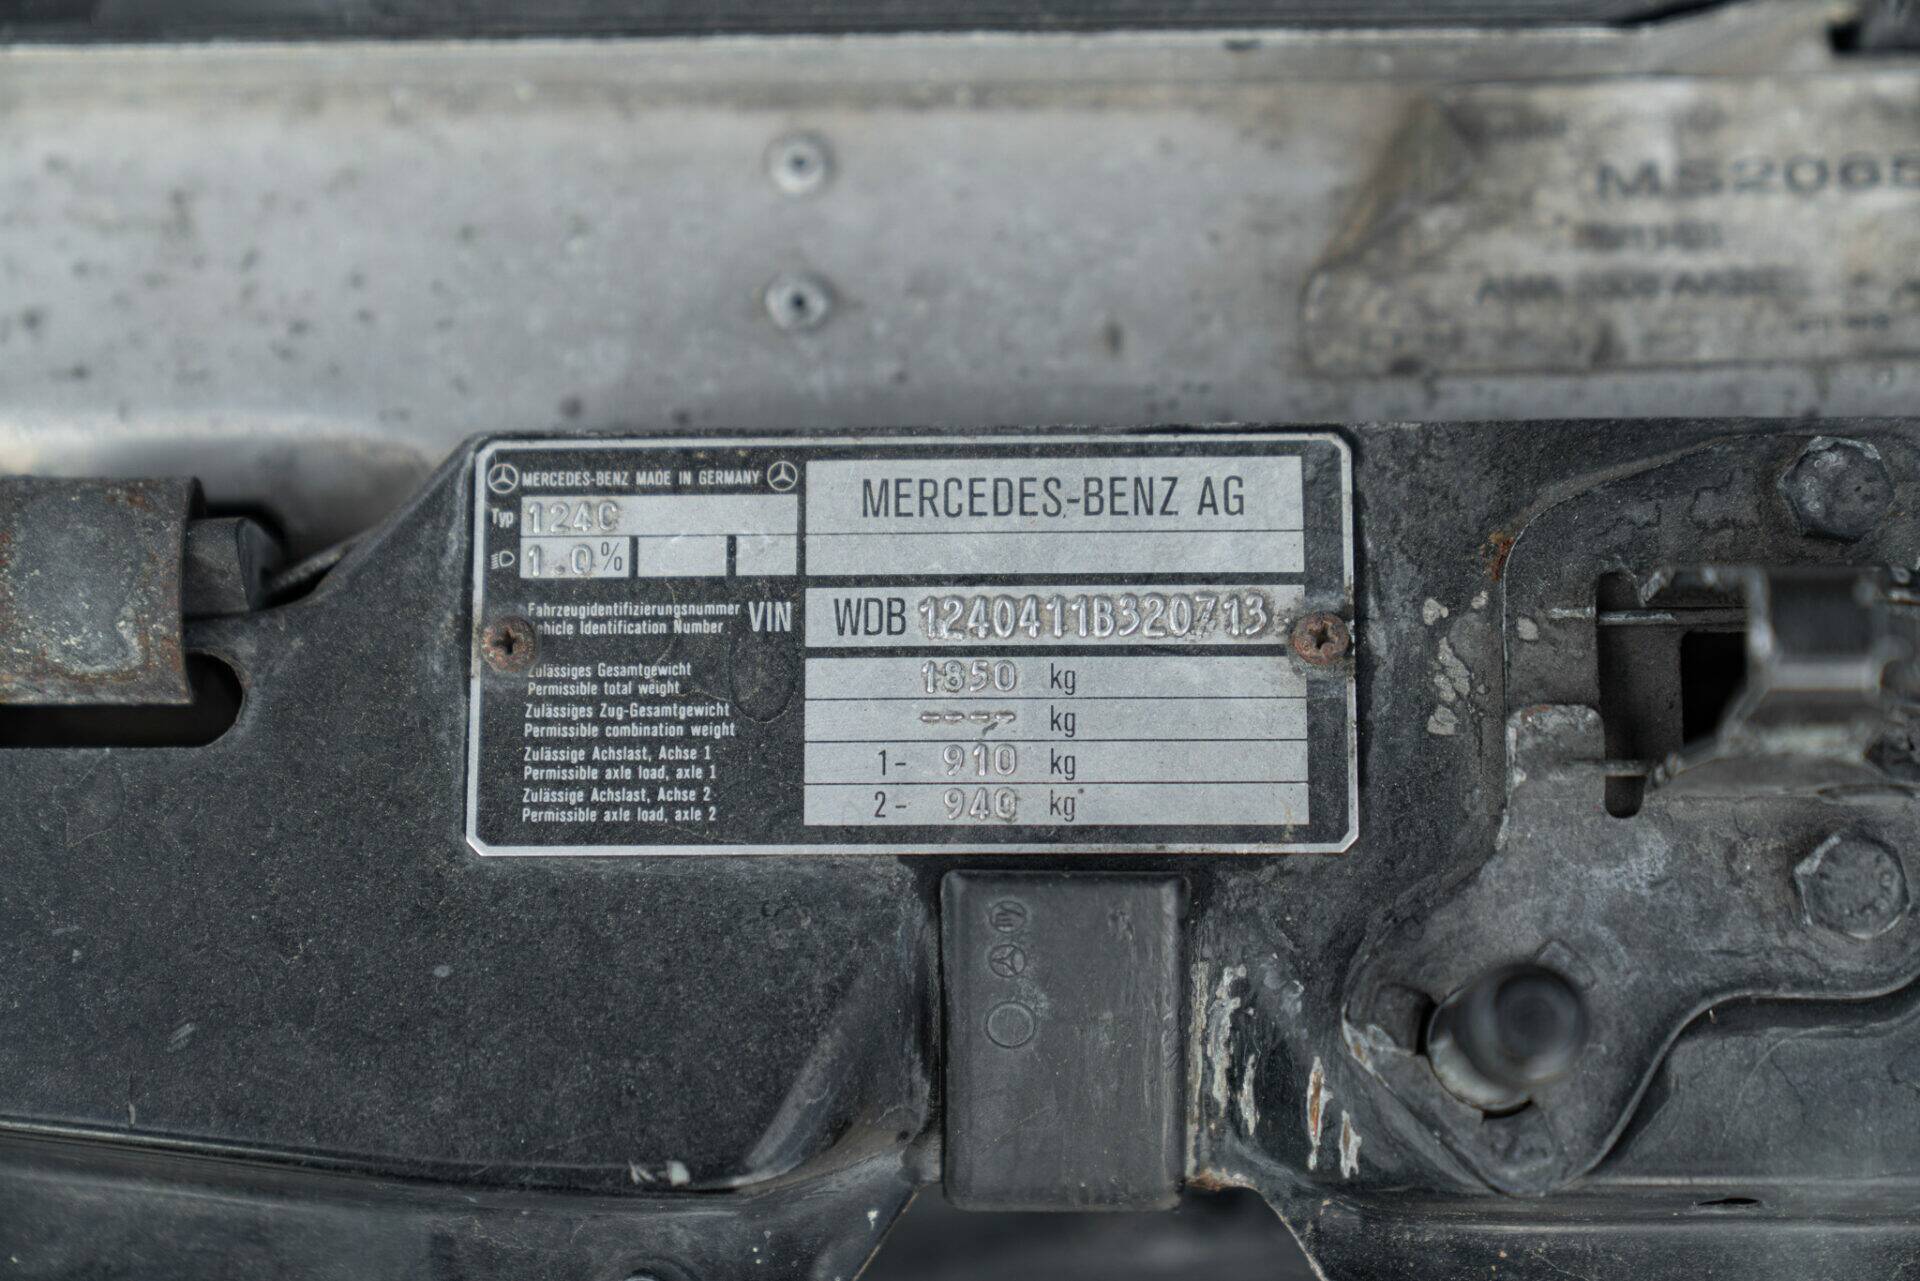 MS2065
MERCEDES-BENZ MADE IN GERMANY
MERCEDES-BENZ AG
Typ 124C
1.0%
Fahrzeugidentifizierungsnummer
Vehicle Identification Number
VIN WDB 1240411B320713
Zulässiges Gesamtgewicht
Permissible total weight
1850 kg
Zulässiges Zug-Gesamtgewicht
Permissible combination weight
---- kg
Zulässige Achslast, Achse 1
Permissible axle load, axle 1
1- 910 kg
Zulässige Achslast, Achse 2
Permissible axle load, axle 2
2- 940 kg